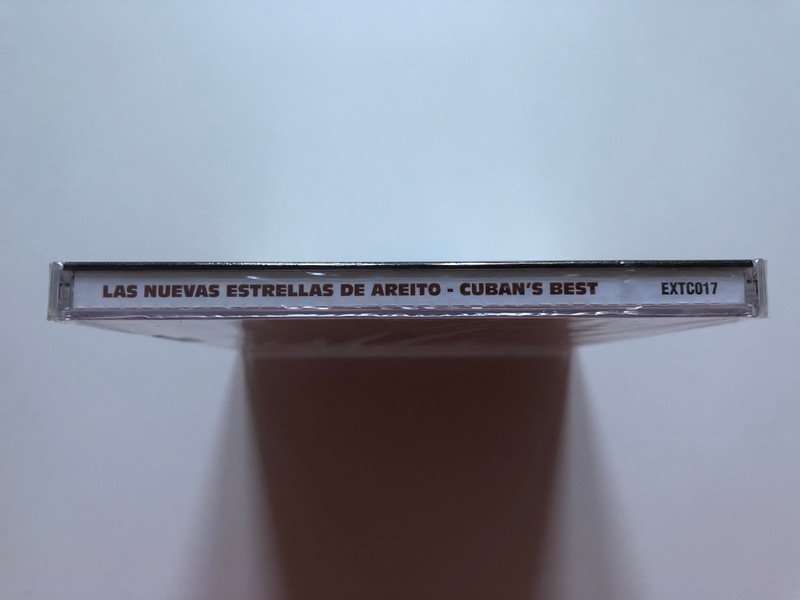 LAS NUEVAS ESTRELLAS DE AREITO - CUBAN'S BEST EXTC017